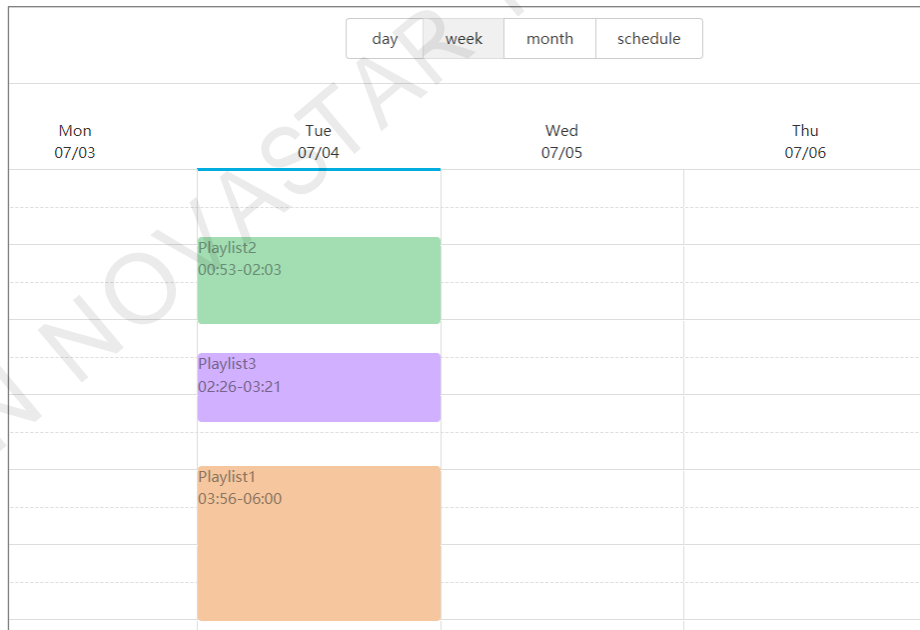 day week month schedule
Mon Tue Wed Thu
07/03 07/04 07/05 07/06
Playlist2
00:53-02:03
Playlist3
02:26-03:21
Playlist1
03:56-06:00
N NOVASTAR